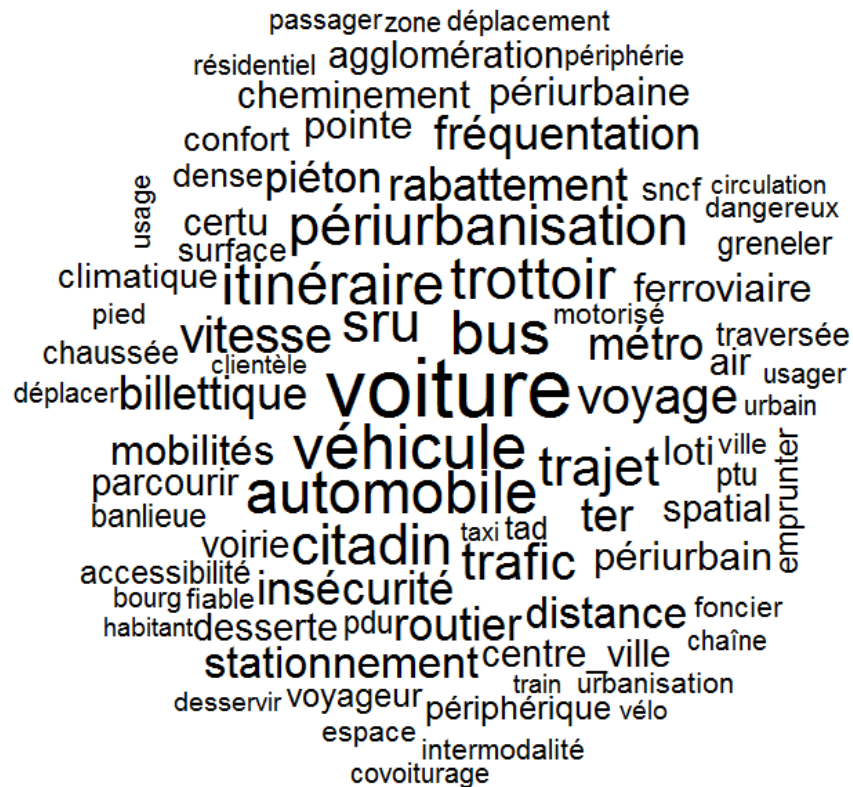 passager zone déplacement
résidentiel agglomération périphérie
cheminement périurbaine
confort pointe fréquentation
dense piéton rabattement sncf circulation
usage certu périurbanisation dangereux
surface greneler
climatique itinéraire trottoir ferroviaire
pied vitesse sru bus motorisé métro traversée
chaussée clientèle air usager
déplacer billettique voiture voyage urbain
mobilités véhicule trajet loti ville
parcourir automobile ptu emprunter
banlieue ter spatial
voirie citadin taxi tad trafic périurbain
accessibilité insécurité
bourg fiable distance foncier
habitant desserte pdu routier chaîne
stationnement centre_ville
train urbanisation
desservir voyageur périphérique vélo
espace intermodalité
covoiturage